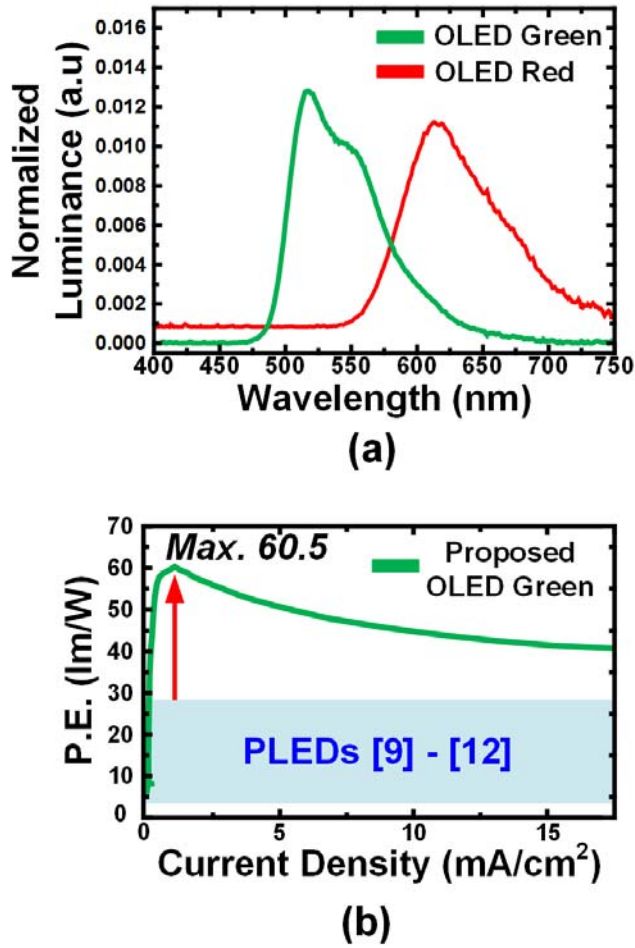 Normalized
Luminance (a.u)
0.016
0.014
0.012
0.010
0.008
0.006
0.004
0.002
0.000
OLED Green
OLED Red
400 450 500 550 600 650 700 750
Wavelength (nm)
(a)
P.E. (lm/W)
70
60
50
40
30
20
10
0
Max. 60.5
Proposed
OLED Green
PLEDs [9] - [12]
0 5 10 15
Current Density (mA/cm²)
(b)